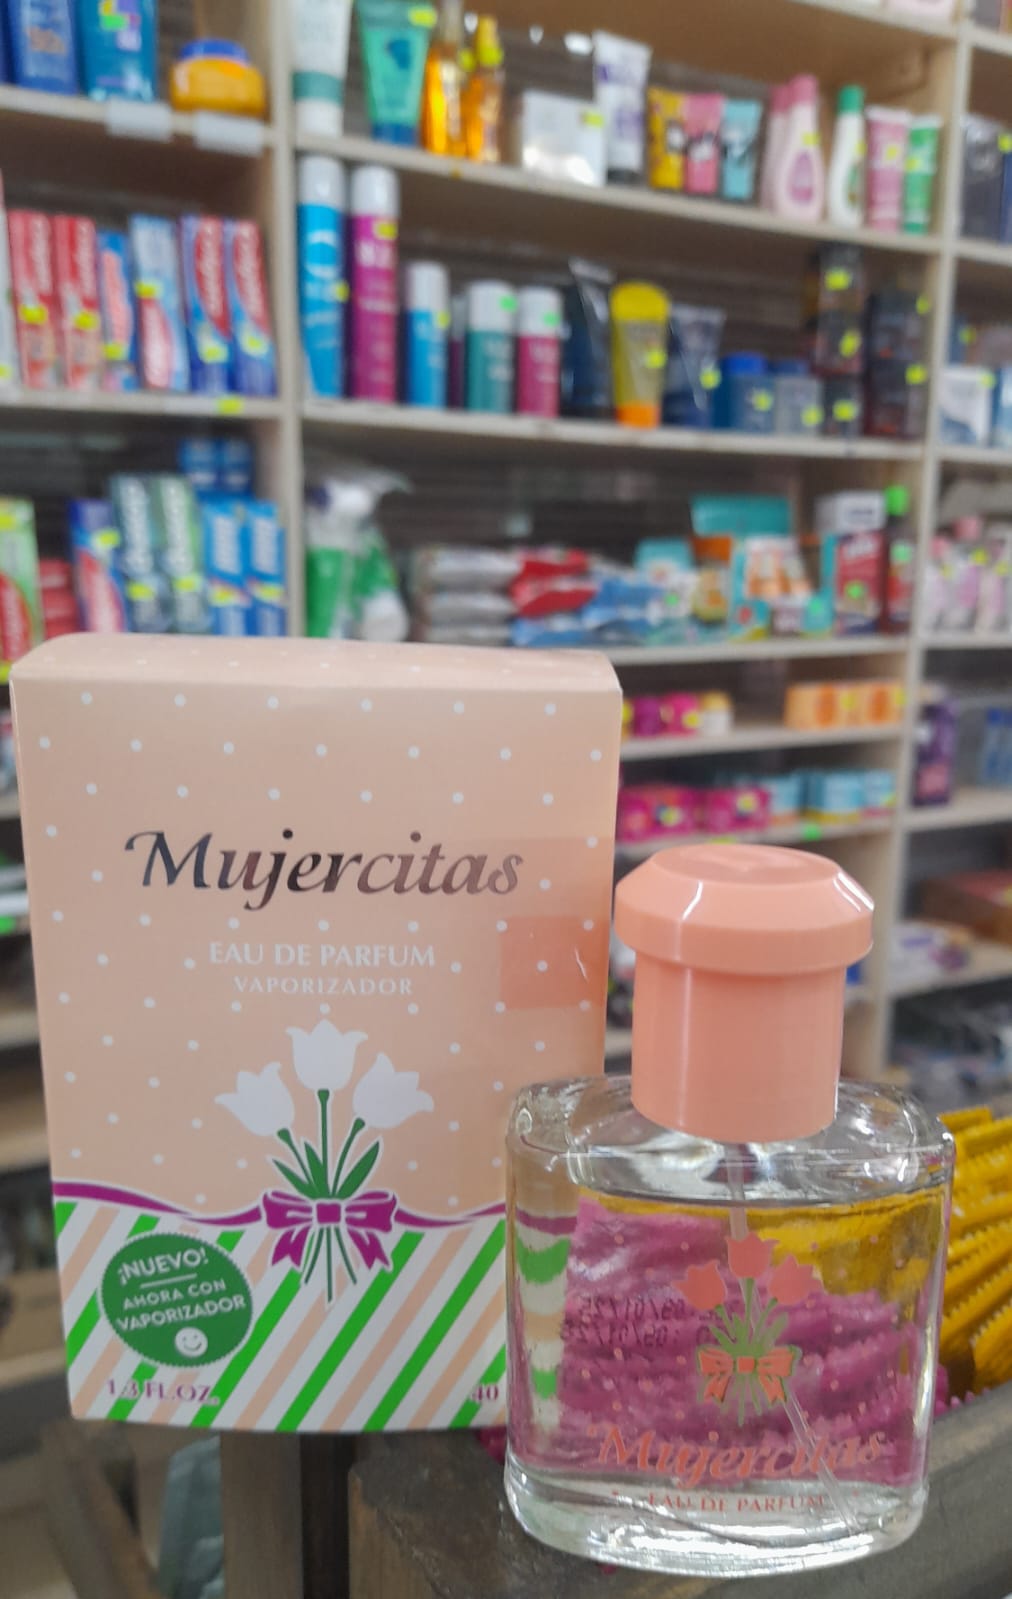 Mujercitas
EAU DE PARFUM
VAPORIZADOR
¡NUEVO!
AHORA CON
VAPORIZADOR
1.3 FL.OZ.
40
Mujercitas
EAU DE PARFUM